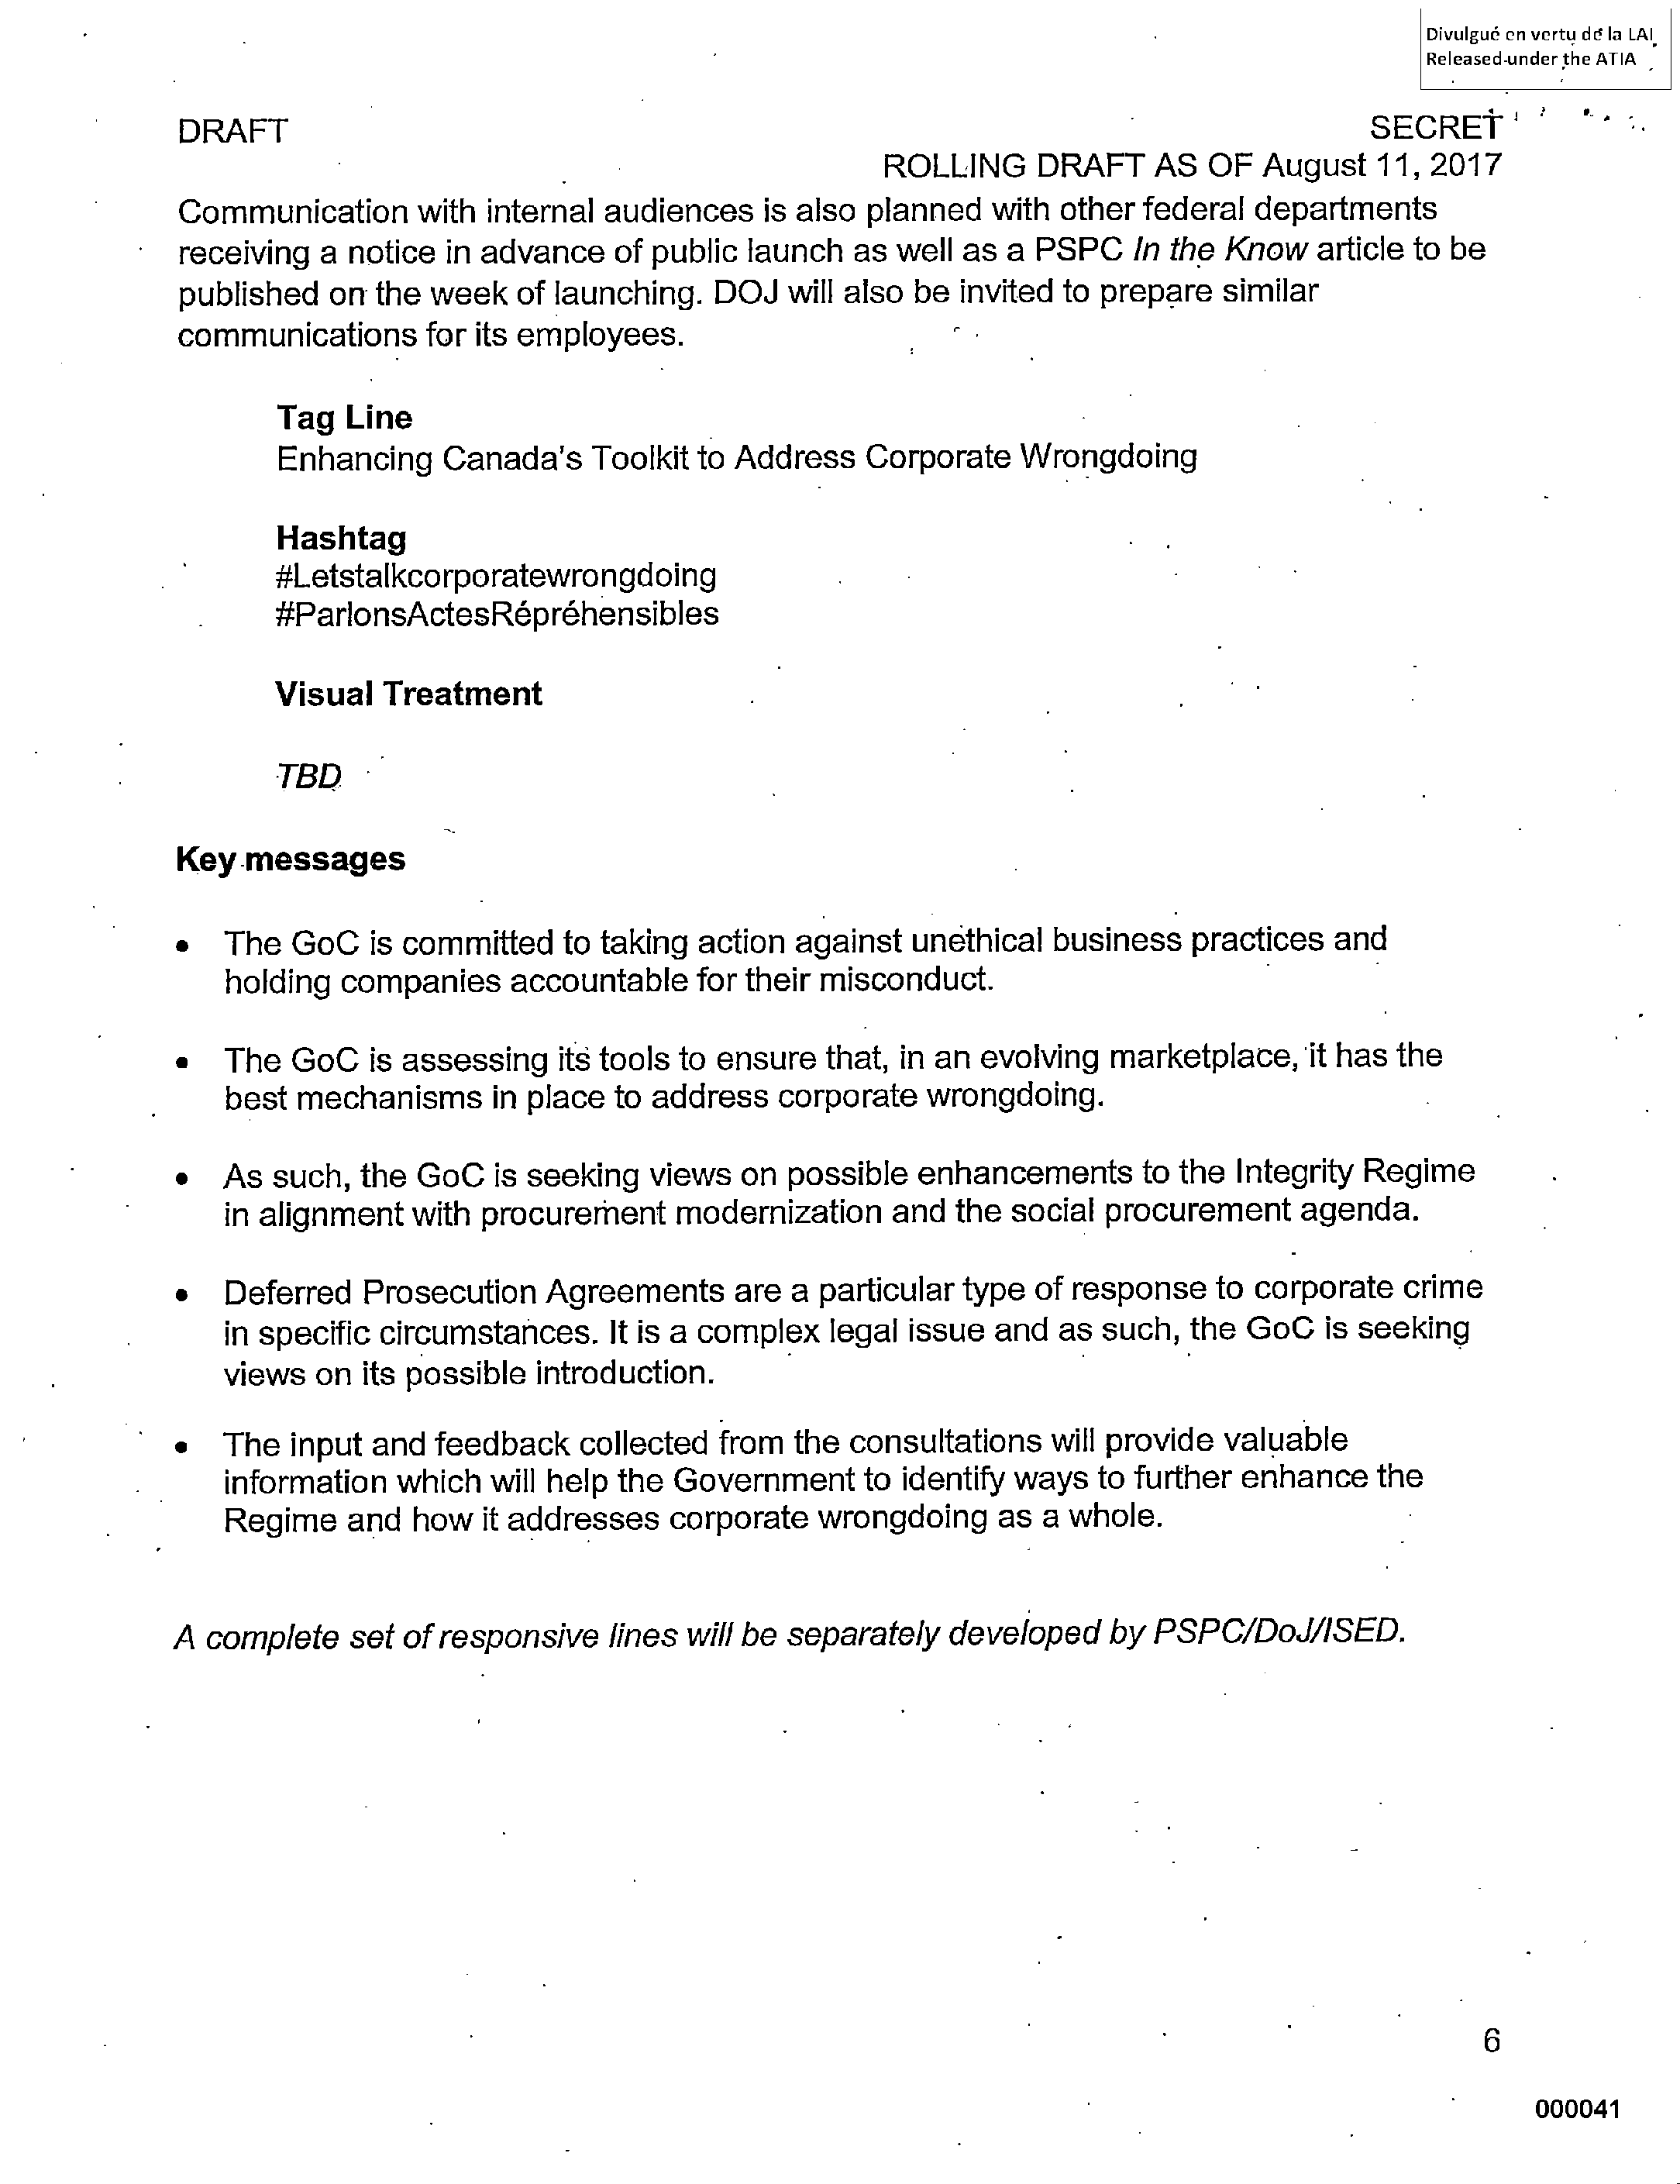 Divulgué en vertu de la LAI
Released under the ATIA
DRAFT
SECRET
ROLLING DRAFT AS OF August 11, 2017
Communication with internal audiences is also planned with other federal departments
receiving a notice in advance of public launch as well as a PSPC In the Know article to be
published on the week of launching. DOJ will also be invited to prepare similar
communications for its employees.
Tag Line
Enhancing Canada's Toolkit to Address Corporate Wrongdoing
Hashtag
#Letstalkcorporatewrongdoing
#ParlonsActesRépréhensibles
Visual Treatment
TBD
Key messages
• The GoC is committed to taking action against unethical business practices and
holding companies accountable for their misconduct.
• The GoC is assessing its tools to ensure that, in an evolving marketplace, it has the
best mechanisms in place to address corporate wrongdoing.
• As such, the GoC is seeking views on possible enhancements to the Integrity Regime
in alignment with procurement modernization and the social procurement agenda.
• Deferred Prosecution Agreements are a particular type of response to corporate crime
in specific circumstances. It is a complex legal issue and as such, the GoC is seeking
views on its possible introduction.
• The input and feedback collected from the consultations will provide valuable
information which will help the Government to identify ways to further enhance the
Regime and how it addresses corporate wrongdoing as a whole.
A complete set of responsive lines will be separately developed by PSPC/DoJ/ISED.
6
000041